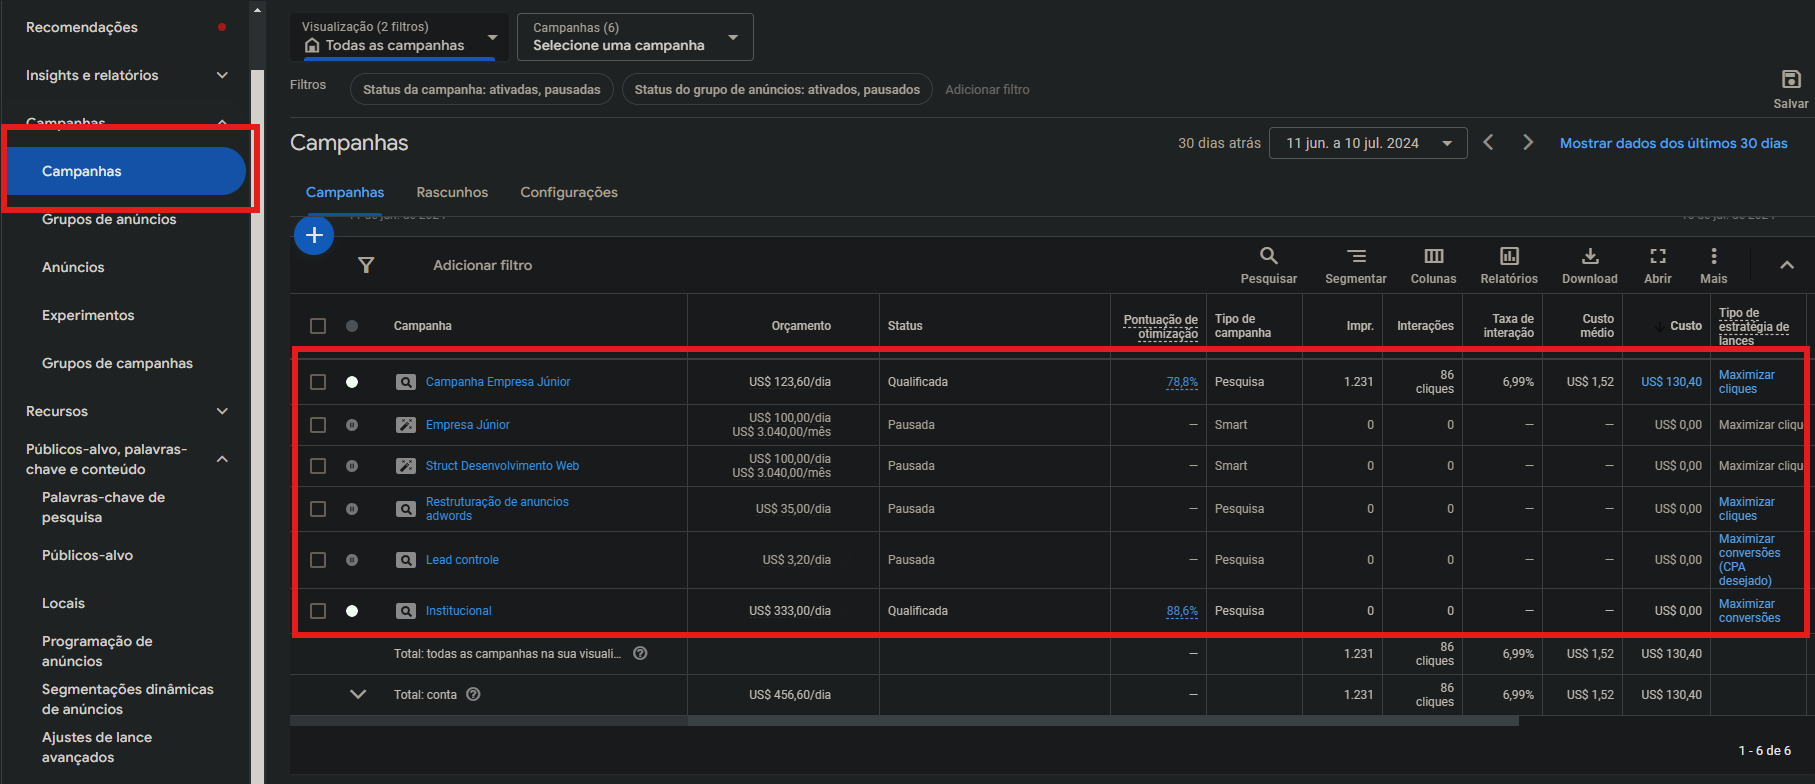 Recomendações
Insights e relatórios
Campanhas
Campanhas
Grupos de anúncios
Anúncios
Experimentos
Grupos de campanhas
Recursos
Públicos-alvo, palavras-
chave e conteúdo
Palavras-chave de
pesquisa
Públicos-alvo
Locais
Programação de
anúncios
Segmentações dinâmicas
de anúncios
Ajustes de lance
avançados
Visualização (2 filtros)
Todas as campanhas
Campanhas (6)
Selecione uma campanha
Filtros
Status da campanha: ativadas, pausadas
Status do grupo de anúncios: ativados, pausados
Adicionar filtro
Salvar
Campanhas
30 dias atrás
11 jun. a 10 jul. 2024
Mostrar dados dos últimos 30 dias
Campanhas
Rascunhos
Configurações
Adicionar filtro
Pesquisar
Segmentar
Colunas
Relatórios
Download
Abrir
Mais
Campanha
Orçamento
Status
Pontuação de
otimização
Tipo de
campanha
Impr.
Interações
Taxa de
interação
Custo
médio
Custo
Tipo de
estratégia de
lances
Campanha Empresa Júnior
US$ 123,60/dia
Qualificada
78,8%
Pesquisa
1.231
86
cliques
6,99%
US$ 1,52
US$ 130,40
Maximizar
cliques
Empresa Júnior
US$ 100,00/dia
US$ 3.040,00/mês
Pausada
—
Smart
0
0
—
—
US$ 0,00
Maximizar cliqu
Struct Desenvolvimento Web
US$ 100,00/dia
US$ 3.040,00/mês
Pausada
—
Smart
0
0
—
—
US$ 0,00
Maximizar cliqu
Restruturação de anuncios
adwords
US$ 35,00/dia
Pausada
—
Pesquisa
0
0
—
—
US$ 0,00
Maximizar
cliques
Lead controle
US$ 3,20/dia
Pausada
—
Pesquisa
0
0
—
—
US$ 0,00
Maximizar
conversões
(CPA
desejado)
Institucional
US$ 333,00/dia
Qualificada
88,6%
Pesquisa
0
0
—
—
US$ 0,00
Maximizar
conversões
Total: todas as campanhas na sua visuali...
—
1.231
86
cliques
6,99%
US$ 1,52
US$ 130,40
Total: conta
US$ 456,60/dia
—
1.231
86
cliques
6,99%
US$ 1,52
US$ 130,40
1 - 6 de 6